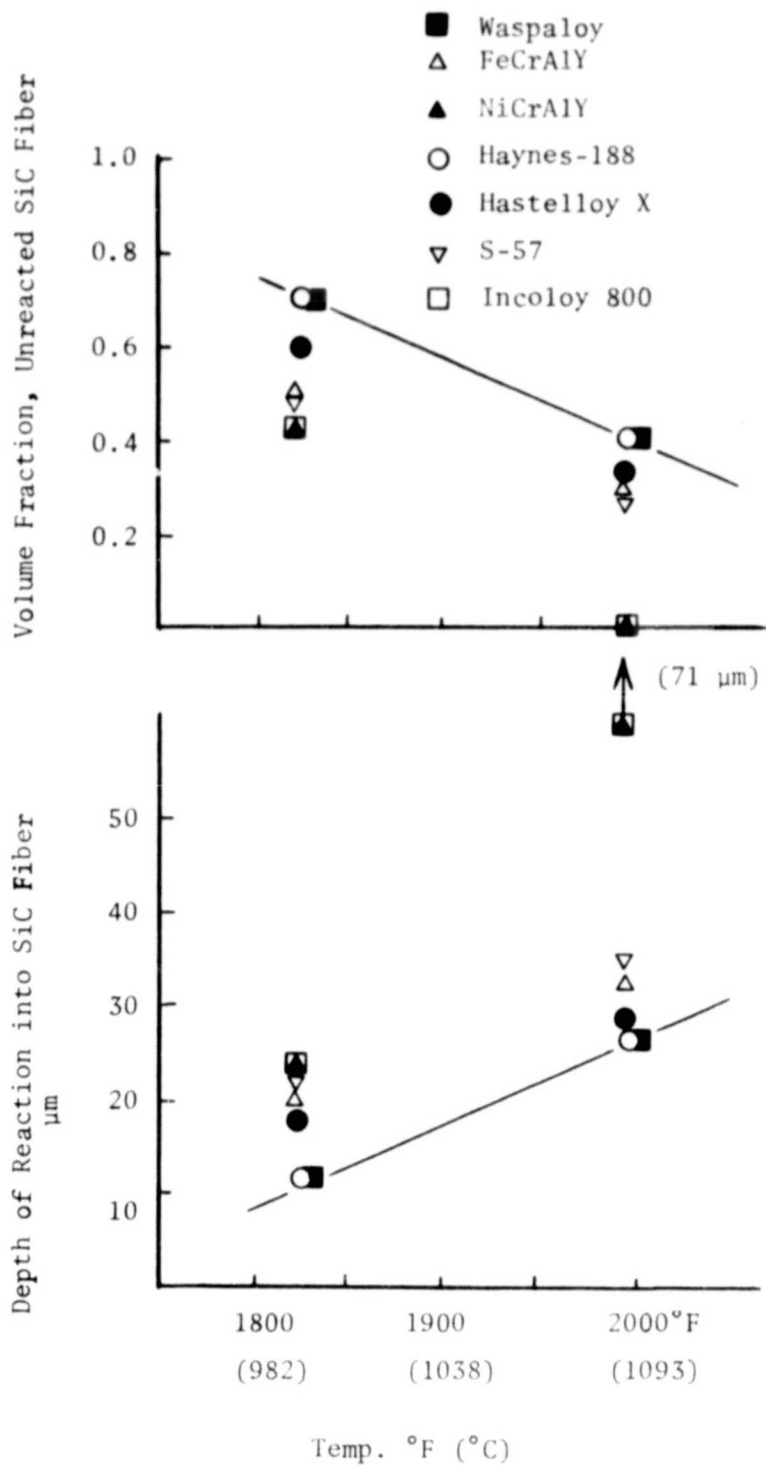 Waspaloy
FeCrAlY
NiCrAlY
Haynes-188
Hastelloy X
S-57
Incoloy 800
Volume Fraction, Unreacted SiC Fiber
1.0
0.8
0.6
0.4
0.2
(71 µm)
Depth of Reaction into SiC Fiber
µm
50
40
30
20
10
1800 1900 2000°F
(982) (1038) (1093)
Temp. °F (°C)